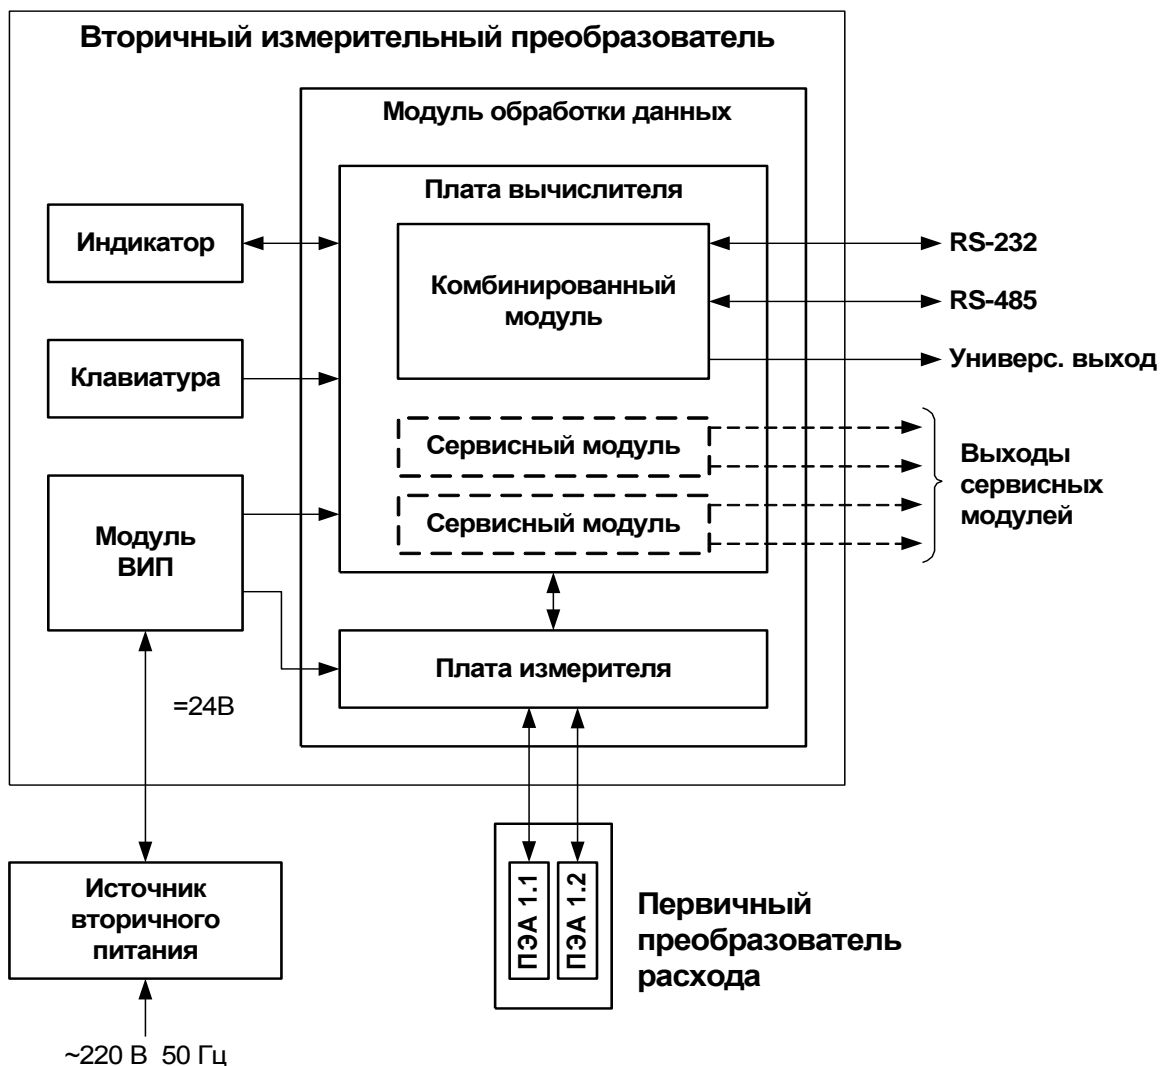 Вторичный измерительный преобразователь
Модуль обработки данных
Плата вычислителя
Индикатор
Комбинированный
модуль
RS-232
RS-485
Универс. выход
Клавиатура
Сервисный модуль
Сервисный модуль
Выходы
сервисных
модулей
Модуль
ВИП
Плата измерителя
=24В
Источник
вторичного
питания
ПЭА 1.1
ПЭА 1.2
Первичный
преобразователь
расхода
~220 В 50 Гц